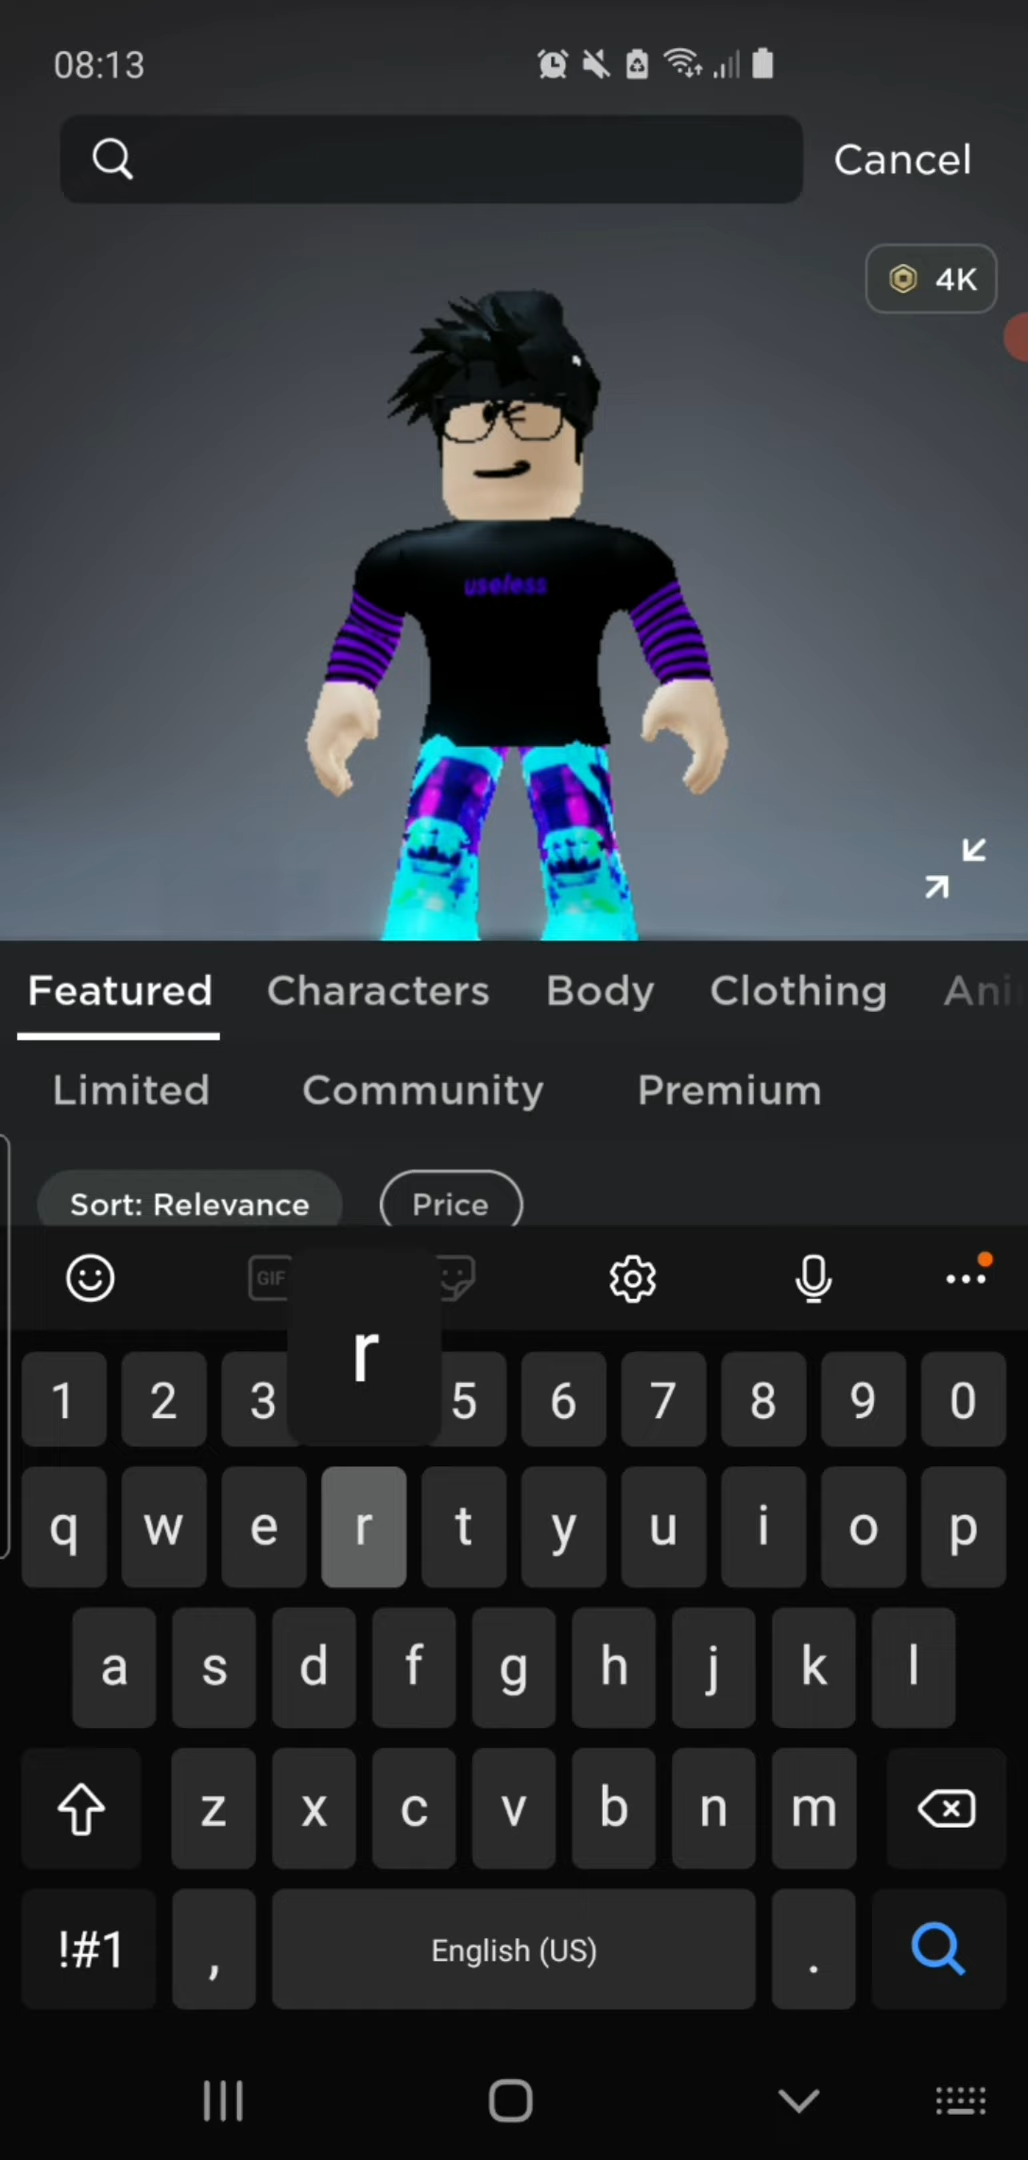 08:13
Cancel
4K
useless
Featured Characters Body Clothing Ani
Limited Community Premium
Sort: Relevance Price
GIF
r
1 2 3 5 6 7 8 9 0
q w e r t y u i o p
a s d f g h j k l
z x c v b n m
!#1 , English (US) .